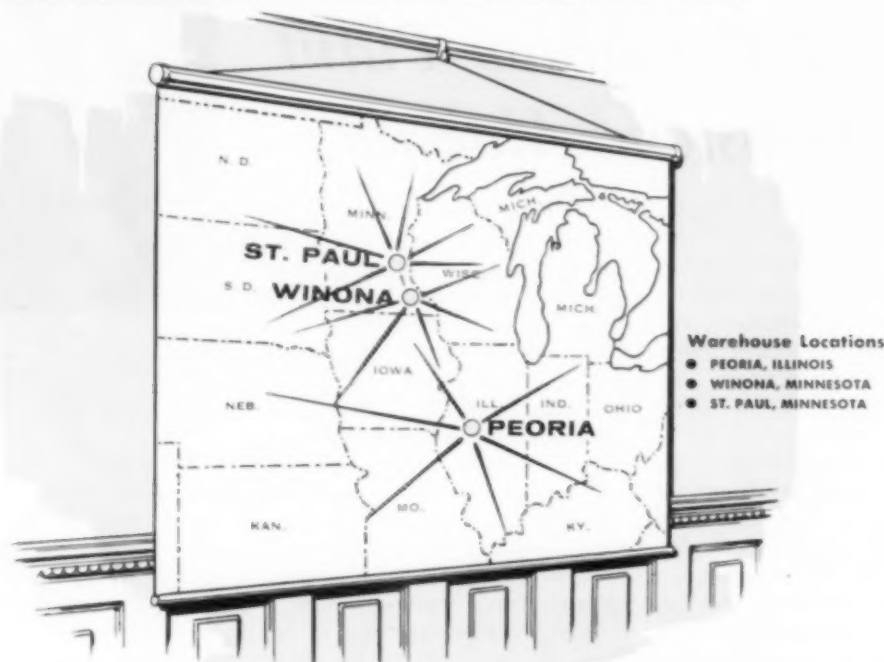 N. D.
MINN.
MICH.
ST. PAUL
S. D.
WISC.
WINONA
MICH.
Warehouse Locations
PEORIA, ILLINOIS
WINONA, MINNESOTA
ST. PAUL, MINNESOTA
IOWA
NEB.
ILL.
IND.
OHIO
PEORIA
MO.
KAN.
KY.